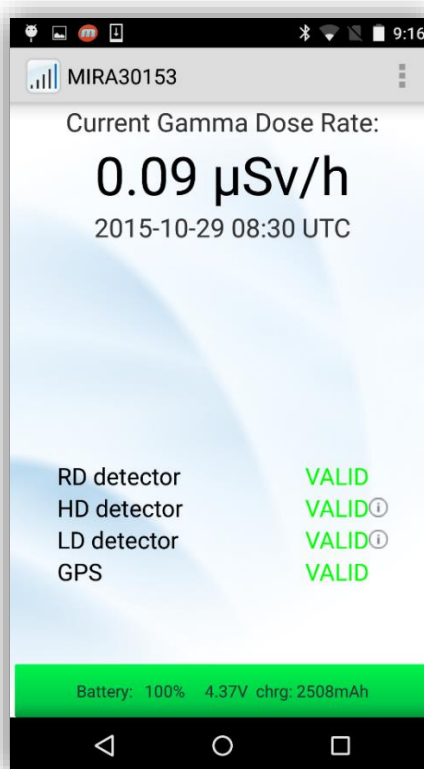 9:16
MIRA30153
Current Gamma Dose Rate:
0.09 µSv/h
2015-10-29 08:30 UTC
RD detector VALID
HD detector VALID
LD detector VALID
GPS VALID
Battery: 100% 4.37V chrg: 2508mAh